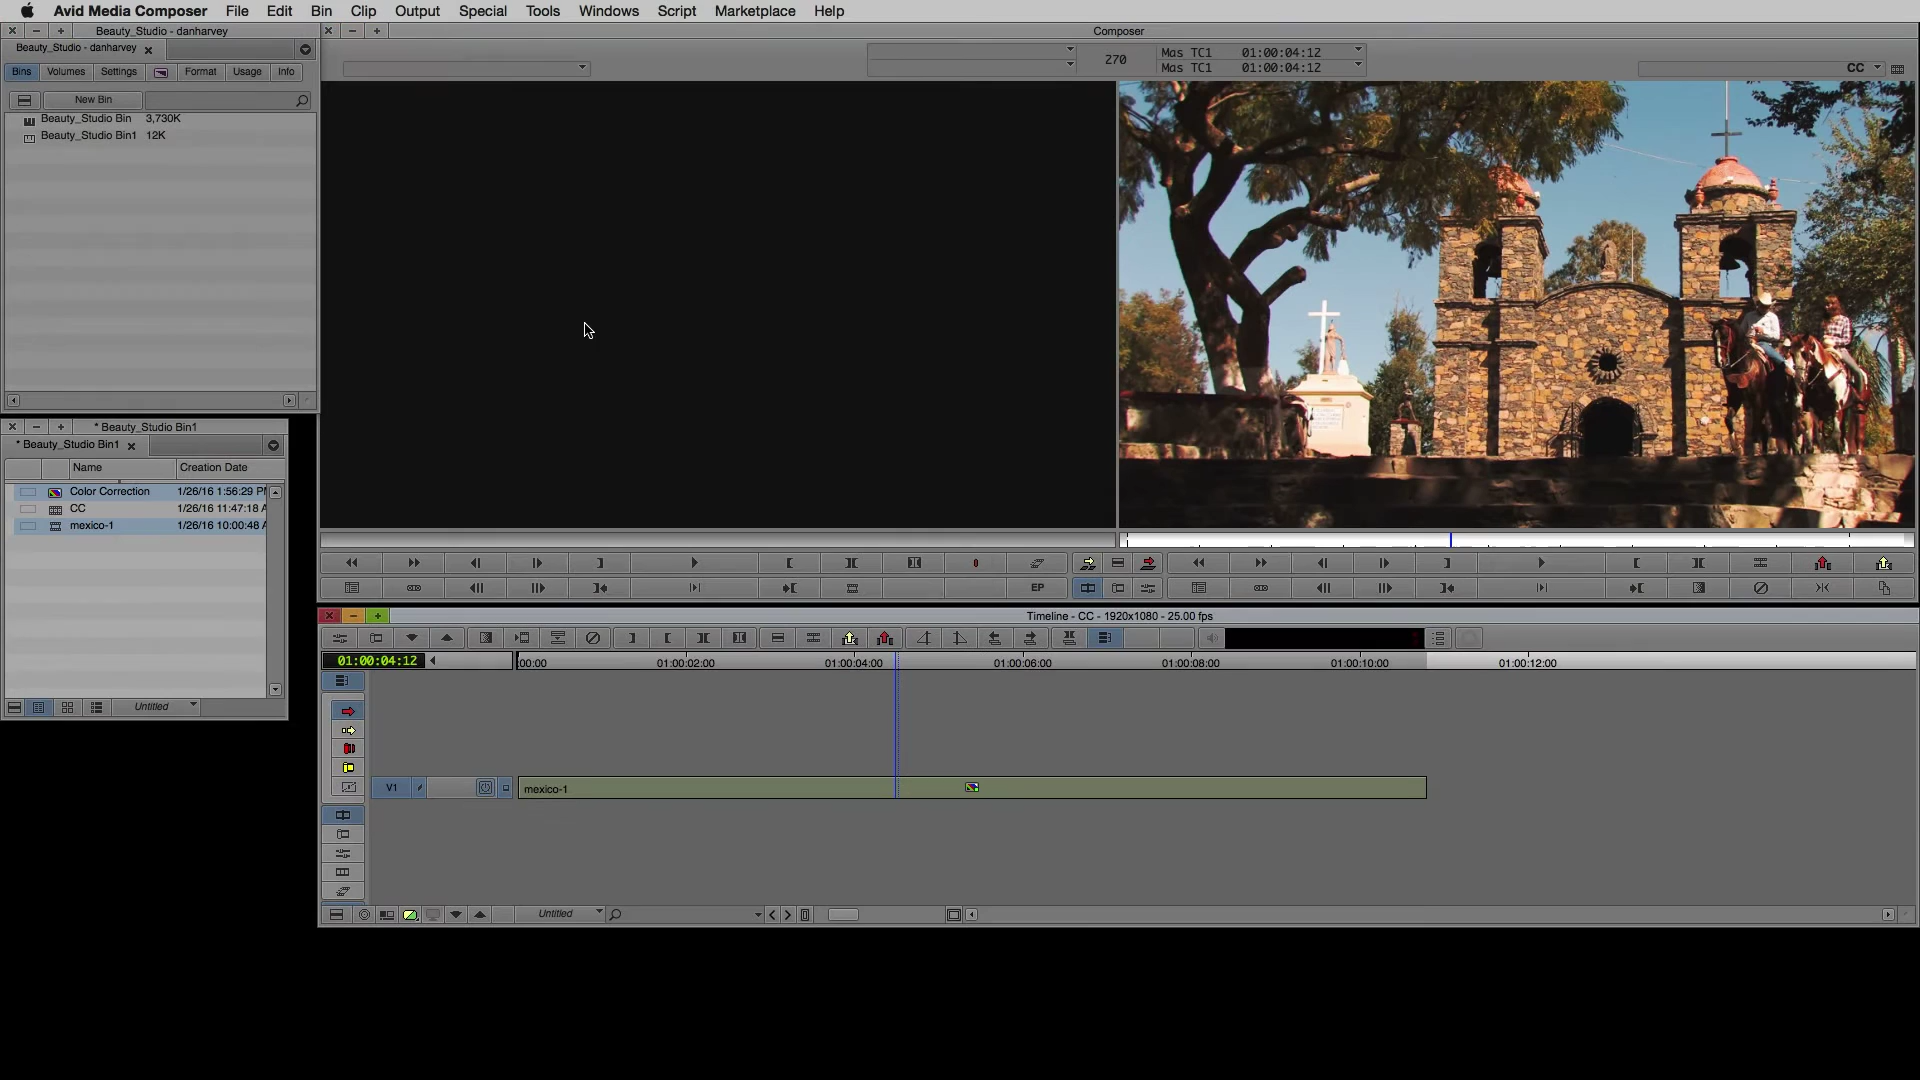 Avid Media Composer File Edit Bin Clip Output Special Tools Windows Script Marketplace Help
Beauty_Studio - danharvey
Composer
Beauty_Studio - danharvey
Bins Volumes Settings Format Usage Info
270
Mas TC1 01:00:04:12
Mas TC1 01:00:04:12
CC
New Bin
Beauty_Studio Bin 3,730K
Beauty_Studio Bin1 12K
* Beauty_Studio Bin1
* Beauty_Studio Bin1
Name Creation Date
Color Correction 1/26/16 1:56:29 P
CC 1/26/16 11:47:18 A
mexico-1 1/26/16 10:00:48 A
Untitled
EP
Timeline - CC - 1920x1080 - 25.00 fps
01:00:04:12
:00:00 01:00:02:00 01:00:04:00 01:00:06:00 01:00:08:00 01:00:10:00 01:00:12:00
V1 mexico-1
Untitled